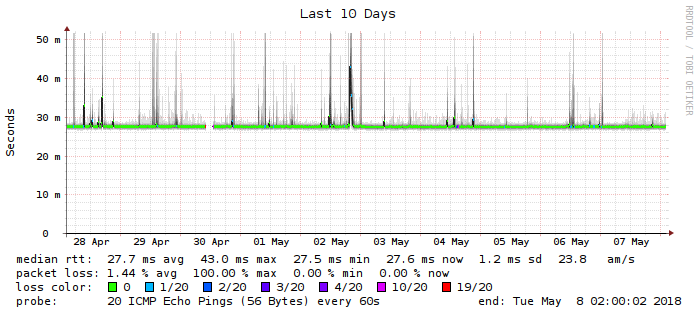 Last 10 Days
RRDTOOL / TOBI OETIKER
Seconds
50 m
40 m
30 m
20 m
10 m
0
28 Apr 29 Apr 30 Apr 01 May 02 May 03 May 04 May 05 May 06 May 07 May
median rtt: 27.7 ms avg 43.0 ms max 27.5 ms min 27.6 ms now 1.2 ms sd 23.8 am/s
packet loss: 1.44 % avg 100.00 % max 0.00 % min 0.00 % now
loss color: 0 1/20 2/20 3/20 4/20 10/20 19/20
probe: 20 ICMP Echo Pings (56 Bytes) every 60s end: Tue May 8 02:00:02 2018